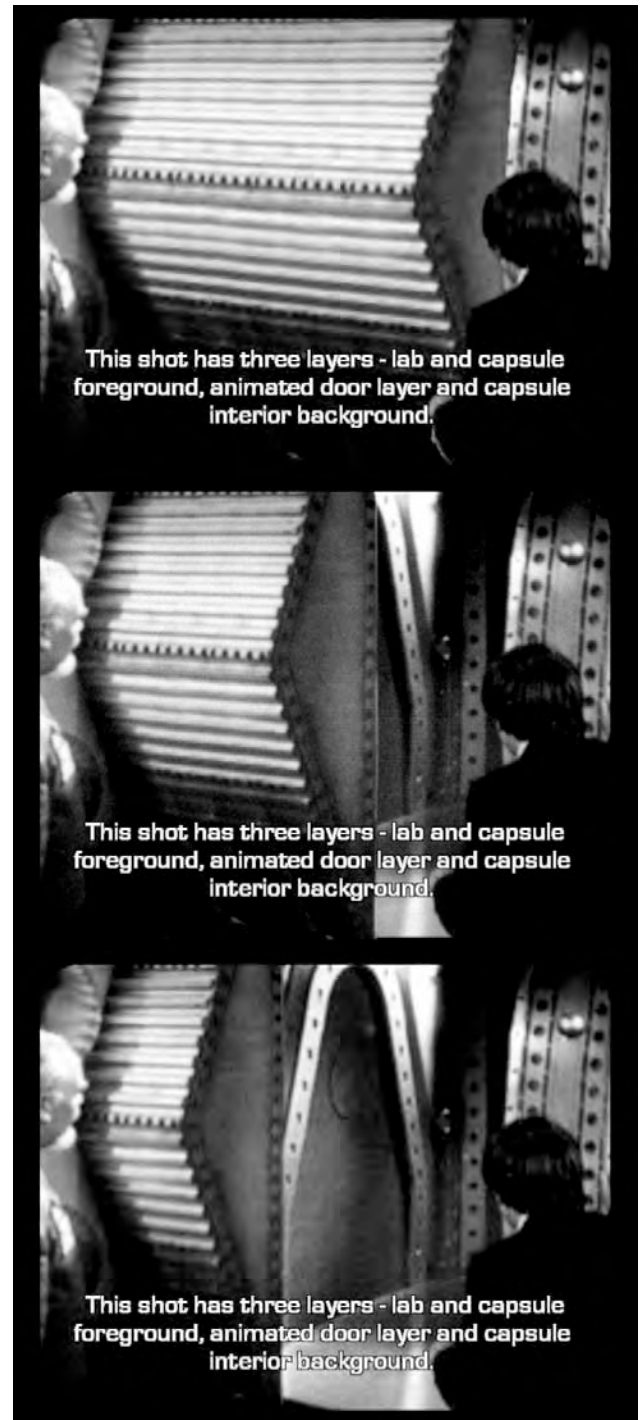 This shot has three layers - lab and capsule
foreground, animated door layer and capsule
interior background.
This shot has three layers - lab and capsule
foreground, animated door layer and capsule
interior background.
This shot has three layers - lab and capsule
foreground, animated door layer and capsule
interior background.